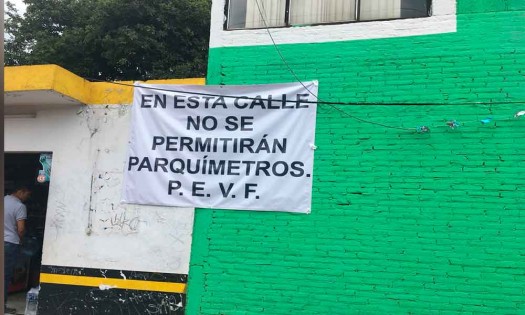 EN ESTA CALLE
NO SE
PERMITIRÁN
PARQUÍMETROS.
P. E. V. F.